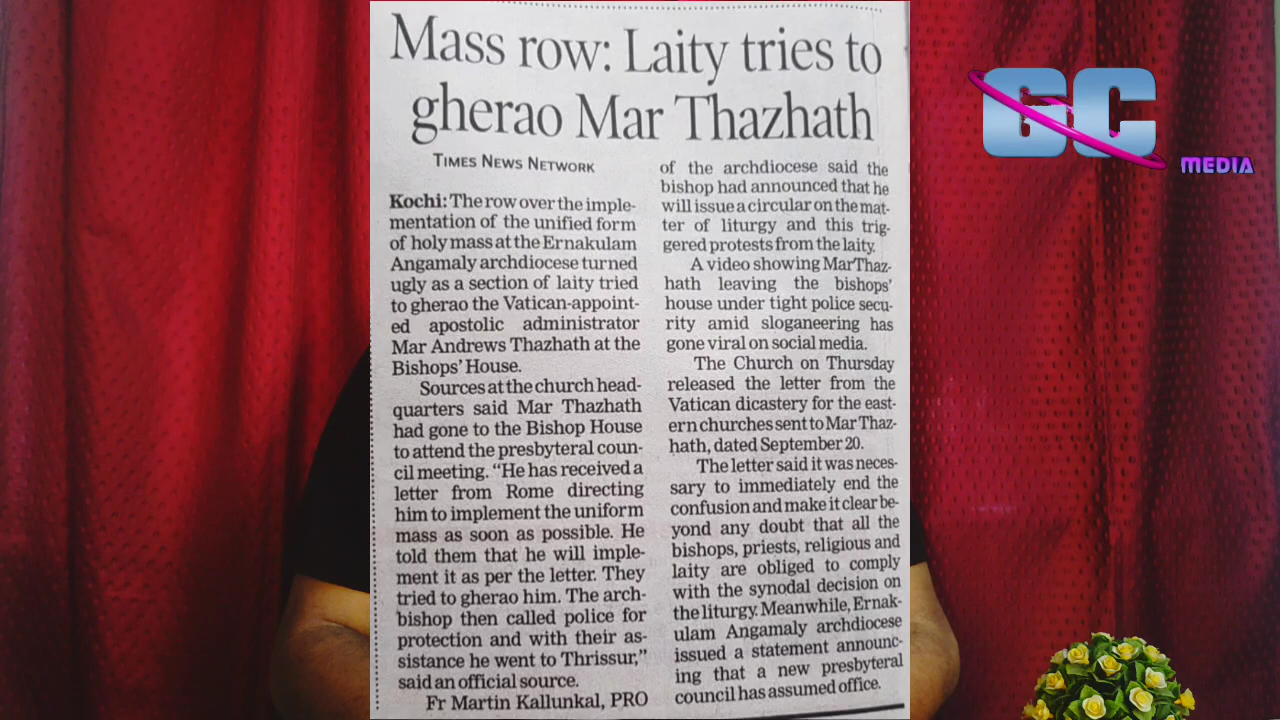 Mass row: Laity tries to
gherao Mar Thazhath
TIMES NEWS NETWORK
Kochi: The row over the imple-
mentation of the unified form
of holy mass at the Ernakulam
Angamaly archdiocese turned
ugly as a section of laity tried
to gherao the Vatican-appoint-
ed apostolic administrator
Mar Andrews Thazhath at the
Bishops' House.
Sources at the church head-
quarters said Mar Thazhath
had gone to the Bishop House
to attend the presbyteral coun-
cil meeting. "He has received a
letter from Rome directing
him to implement the uniform
mass as soon as possible. He
told them that he will imple-
ment it as per the letter. They
tried to gherao him. The arch-
bishop then called police for
protection and with their as-
sistance he went to Thrissur,"
said an official source.
Fr Martin Kallunkal, PRO
of the archdiocese said the
bishop had announced that he
will issue a circular on the mat-
ter of liturgy and this trig-
gered protests from the laity.
A video showing Mar Thaz-
hath leaving the bishops'
house under tight police secu-
rity amid sloganeering has
gone viral on social media.
The Church on Thursday
released the letter from the
Vatican dicastery for the east-
ern churches sent to Mar Thaz-
hath, dated September 20.
The letter said it was neces-
sary to immediately end the
confusion and make it clear be-
yond any doubt that all the
bishops, priests, religious and
laity are obliged to comply
with the synodal decision on
the liturgy. Meanwhile, Ernak-
ulam Angamaly archdiocese
issued a statement announc-
ing that a new presbyteral
council has assumed office.
GC
MEDIA